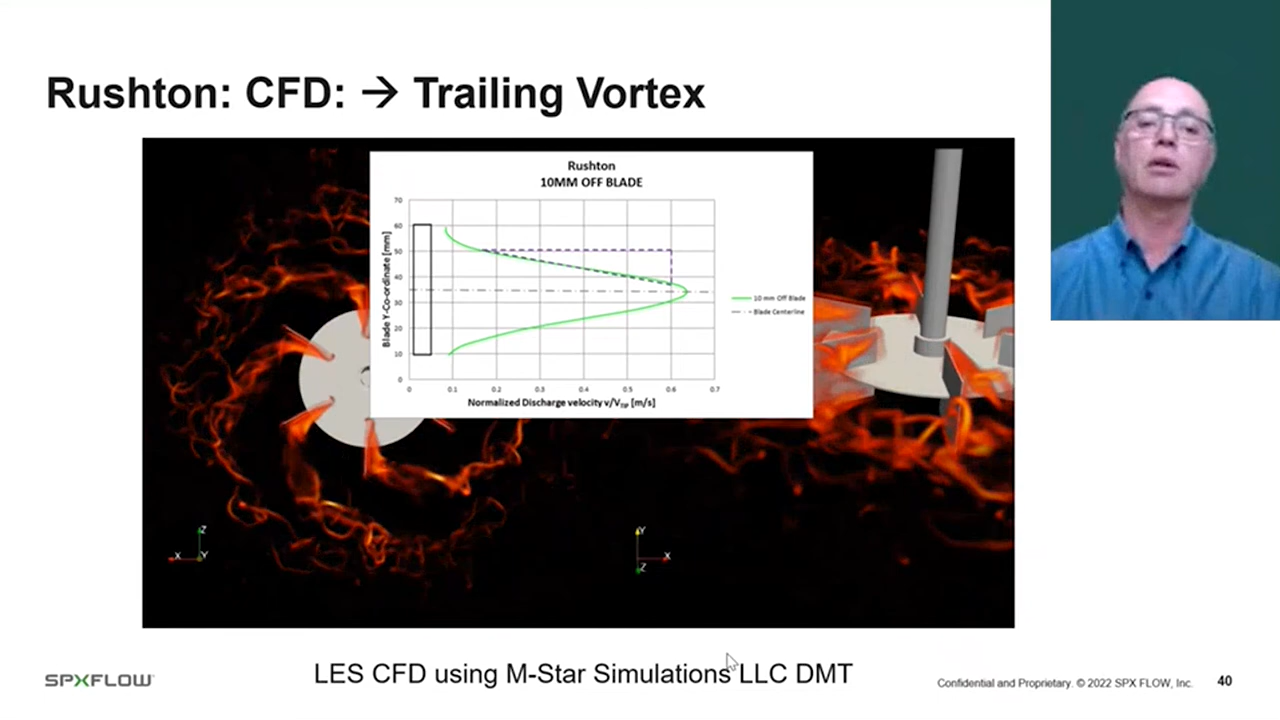 Rushton: CFD: → Trailing Vortex
Rushton
10MM OFF BLADE
Blade Y-Co-ordinate [mm]
70
60
50
40
30
20
10
0
0 0.1 0.2 0.3 0.4 0.5 0.6 0.7
Normalized Discharge velocity v/VTIP [m/s]
10 mm Off Blade
Blade Centerline
Z
X Y
Y
X
Z
LES CFD using M-Star Simulations LLC DMT
SPXFLOW
Confidential and Proprietary. © 2022 SPX FLOW, Inc. 40